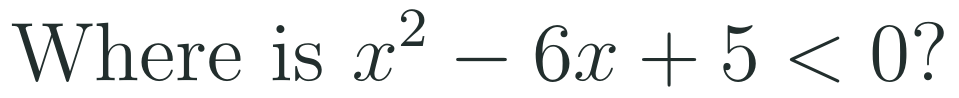 Where is x² − 6x + 5 < 0?